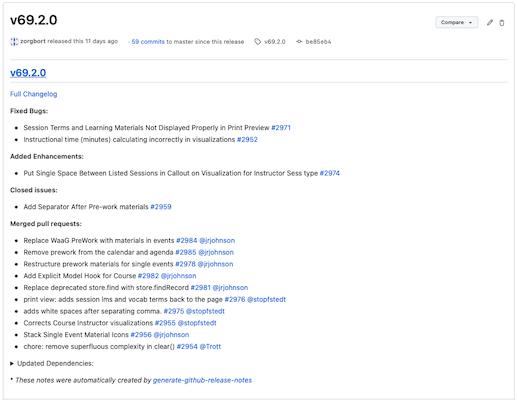 v69.2.0
Compare
zorgbort released this 11 days ago · 59 commits to master since this release v69.2.0 be85eb4
v69.2.0
Full Changelog
Fixed Bugs:
• Session Terms and Learning Materials Not Displayed Properly in Print Preview #2971
• Instructional time (minutes) calculating incorrectly in visualizations #2952
Added Enhancements:
• Put Single Space Between Listed Sessions in Callout on Visualization for Instructor Sess type #2974
Closed issues:
• Add Separator After Pre-work materials #2959
Merged pull requests:
• Replace WaaG PreWork with materials in events #2984 @jrjohnson
• Remove prework from the calendar and agenda #2985 @jrjohnson
• Restructure prework materials for single events #2978 @jrjohnson
• Add Explicit Model Hook for Course #2982 @jrjohnson
• Replace deprecated store.find with store.findRecord #2981 @jrjohnson
• print view: adds session lms and vocab terms back to the page #2976 @stopfstedt
• adds white spaces after separating comma. #2975 @stopfstedt
• Corrects Course Instructor visualizations #2955 @stopfstedt
• Stack Single Event Material Icons #2956 @jrjohnson
• chore: remove superfluous complexity in clear() #2954 @Trott
▶ Updated Dependencies:
* These notes were automatically created by generate-github-release-notes